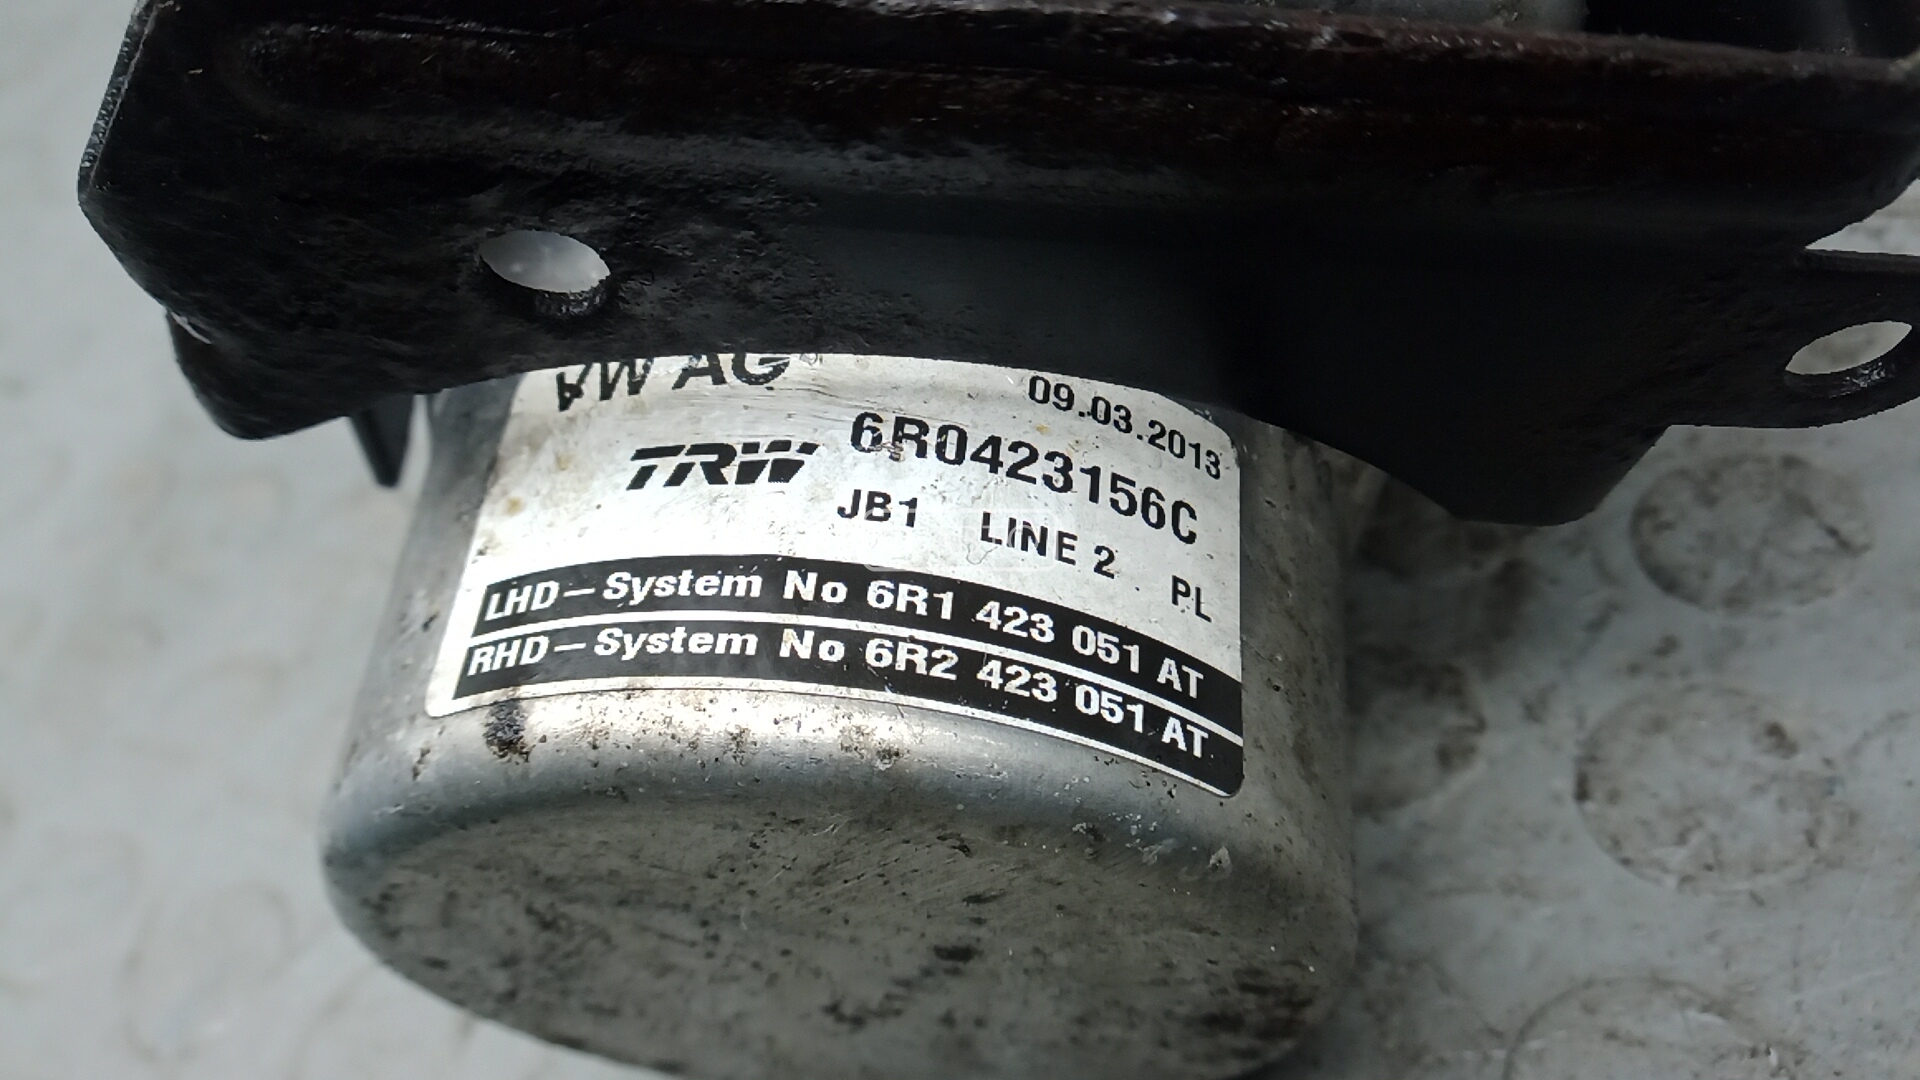 AG
09.03.2013
TRW 6R0423156C
JB1 LINE 2 PL
LHD-System No 6R1 423 051 AT
RHD-System No 6R2 423 051 AT